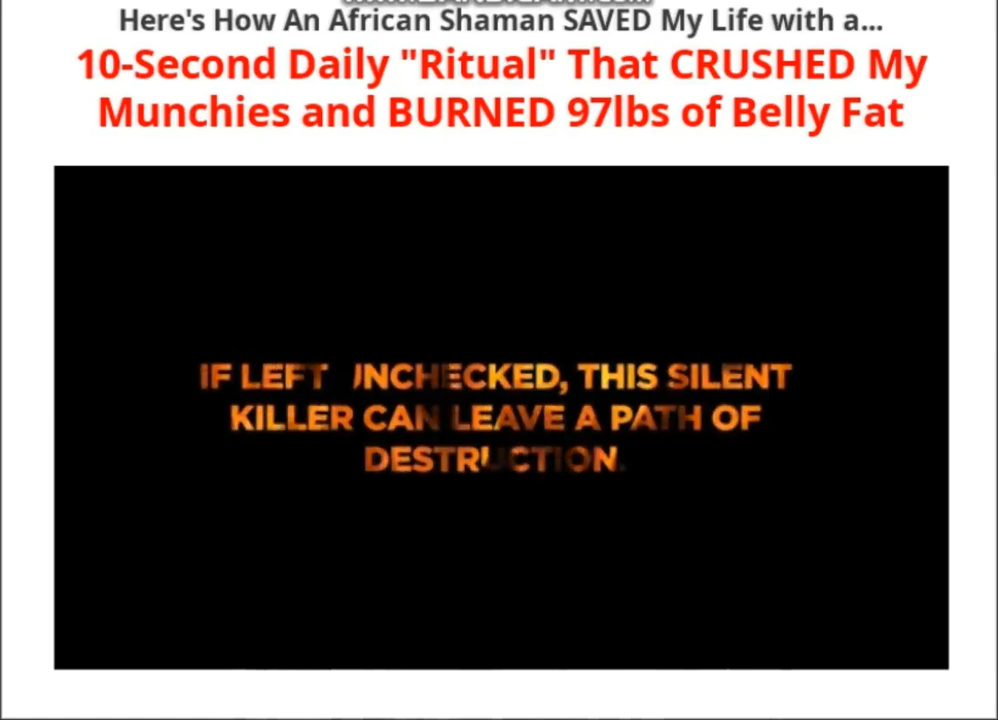 Here's How An African Shaman SAVED My Life with a...
10-Second Daily "Ritual" That CRUSHED My
Munchies and BURNED 97lbs of Belly Fat
IF LEFT UNCHECKED, THIS SILENT
KILLER CAN LEAVE A PATH OF
DESTRUCTION.